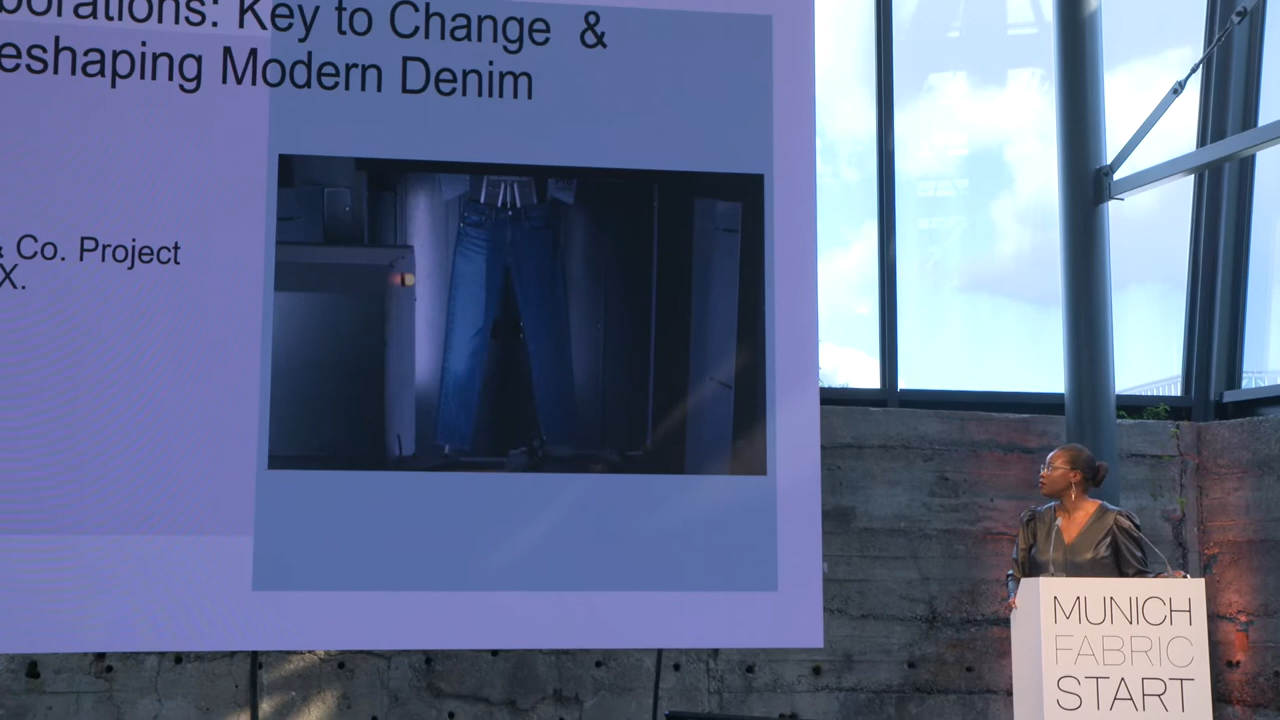 borations: Key to Change &
eshaping Modern Denim
& Co. Project
X.
MUNICH
FABRIC
START